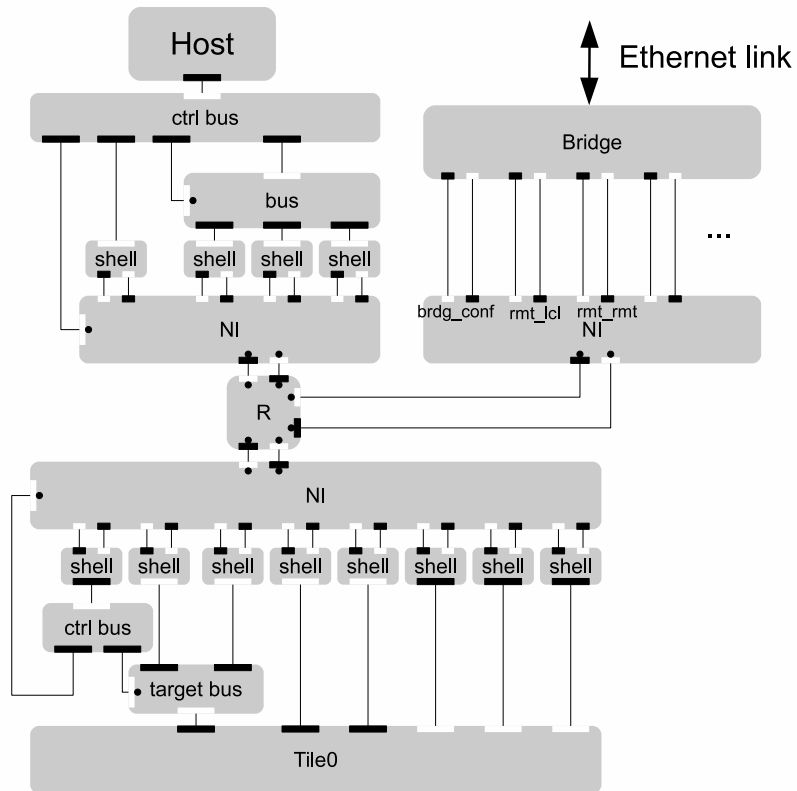 Host
Ethernet link
ctrl bus
Bridge
bus
...
shell shell shell shell
brdg_conf rmt_lcl rmt_rmt
NI NI
R
NI
shell shell shell shell shell shell shell shell
ctrl bus
target bus
Tile0